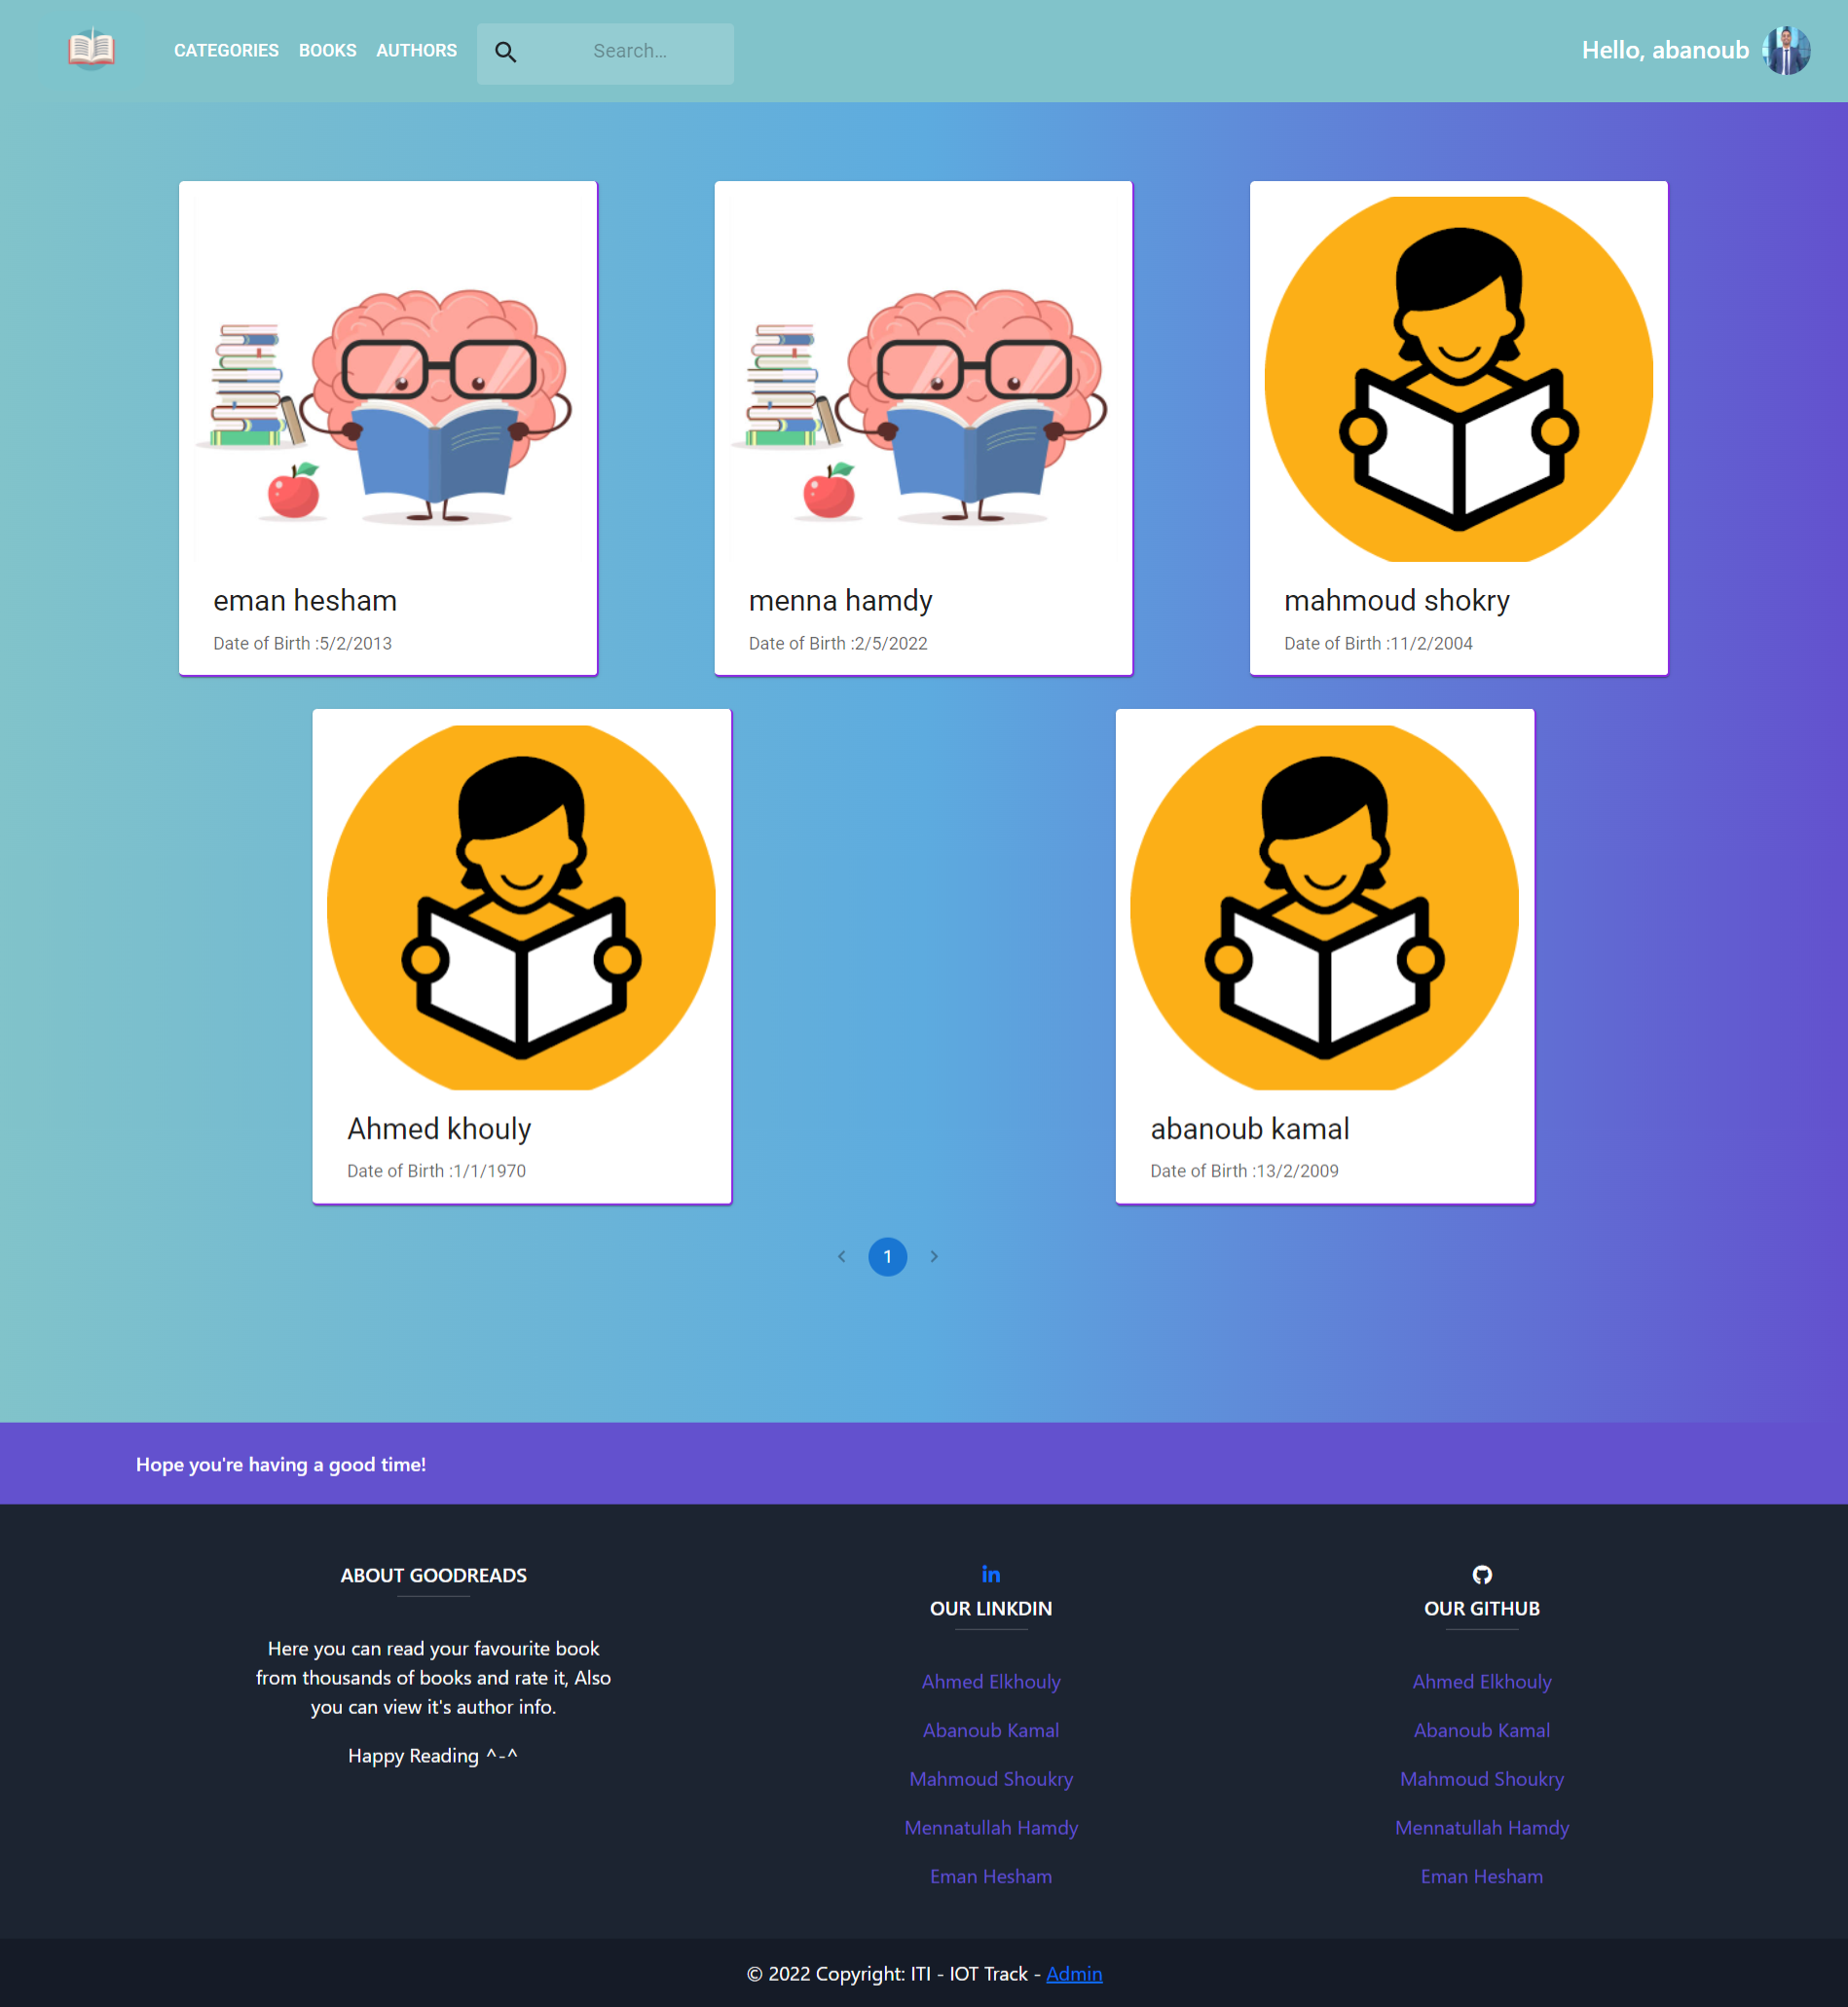 CATEGORIES BOOKS AUTHORS Search... Hello, abanoub
eman hesham
Date of Birth :5/2/2013
menna hamdy
Date of Birth :2/5/2022
mahmoud shokry
Date of Birth :11/2/2004
Ahmed khouly
Date of Birth :1/1/1970
abanoub kamal
Date of Birth :13/2/2009
1
Hope you're having a good time!
ABOUT GOODREADS
Here you can read your favourite book
from thousands of books and rate it, Also
you can view it's author info.
Happy Reading ^-^
OUR LINKDIN
Ahmed Elkhouly
Abanoub Kamal
Mahmoud Shoukry
Mennatullah Hamdy
Eman Hesham
OUR GITHUB
Ahmed Elkhouly
Abanoub Kamal
Mahmoud Shoukry
Mennatullah Hamdy
Eman Hesham
© 2022 Copyright: ITI - IOT Track - Admin